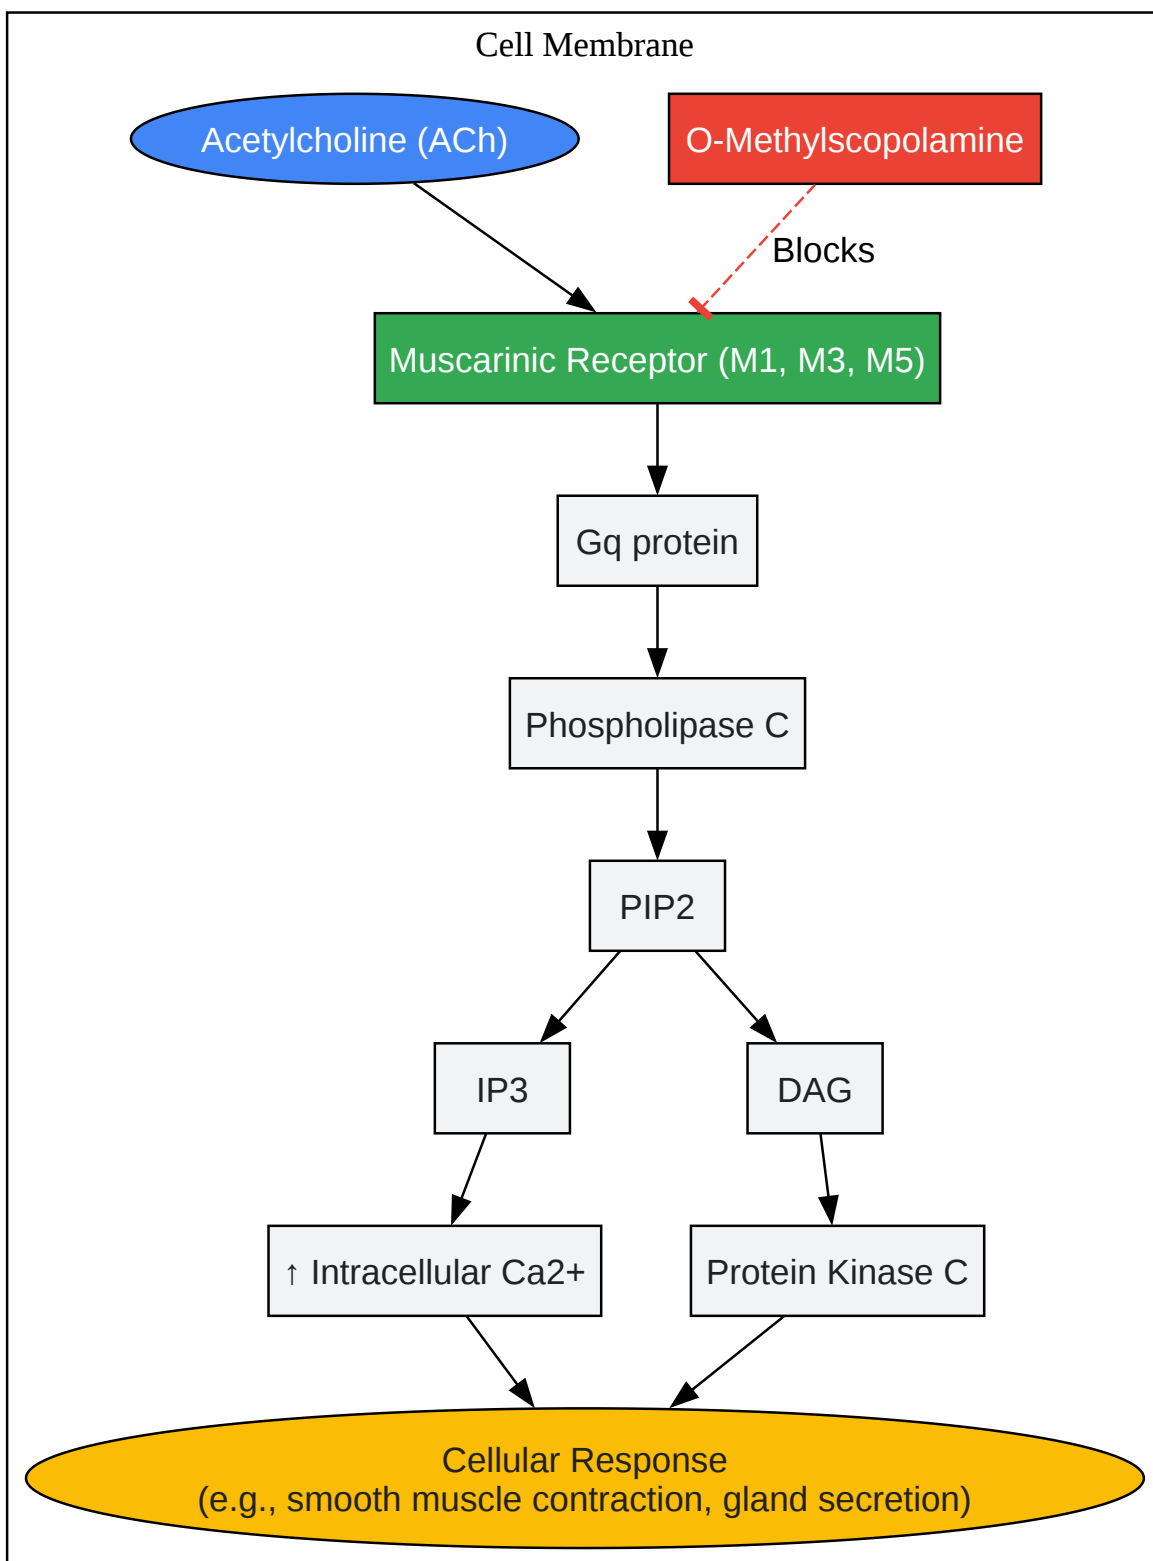 Cell Membrane
Acetylcholine (ACh)
O-Methylscopolamine
Blocks
Muscarinic Receptor (M1, M3, M5)
Gq protein
Phospholipase C
PIP2
IP3
DAG
↑ Intracellular Ca2+
Protein Kinase C
Cellular Response
(e.g., smooth muscle contraction, gland secretion)